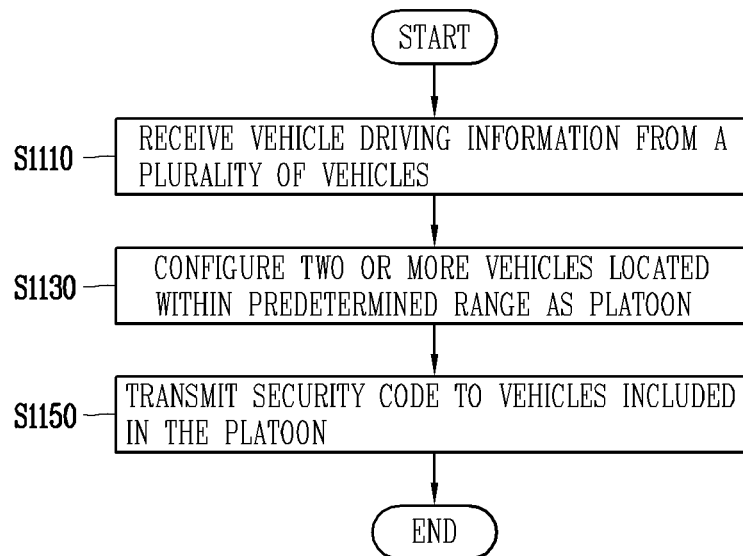 START
S1110
RECEIVE VEHICLE DRIVING INFORMATION FROM A
PLURALITY OF VEHICLES
S1130
CONFIGURE TWO OR MORE VEHICLES LOCATED
WITHIN PREDETERMINED RANGE AS PLATOON
S1150
TRANSMIT SECURITY CODE TO VEHICLES INCLUDED
IN THE PLATOON
END